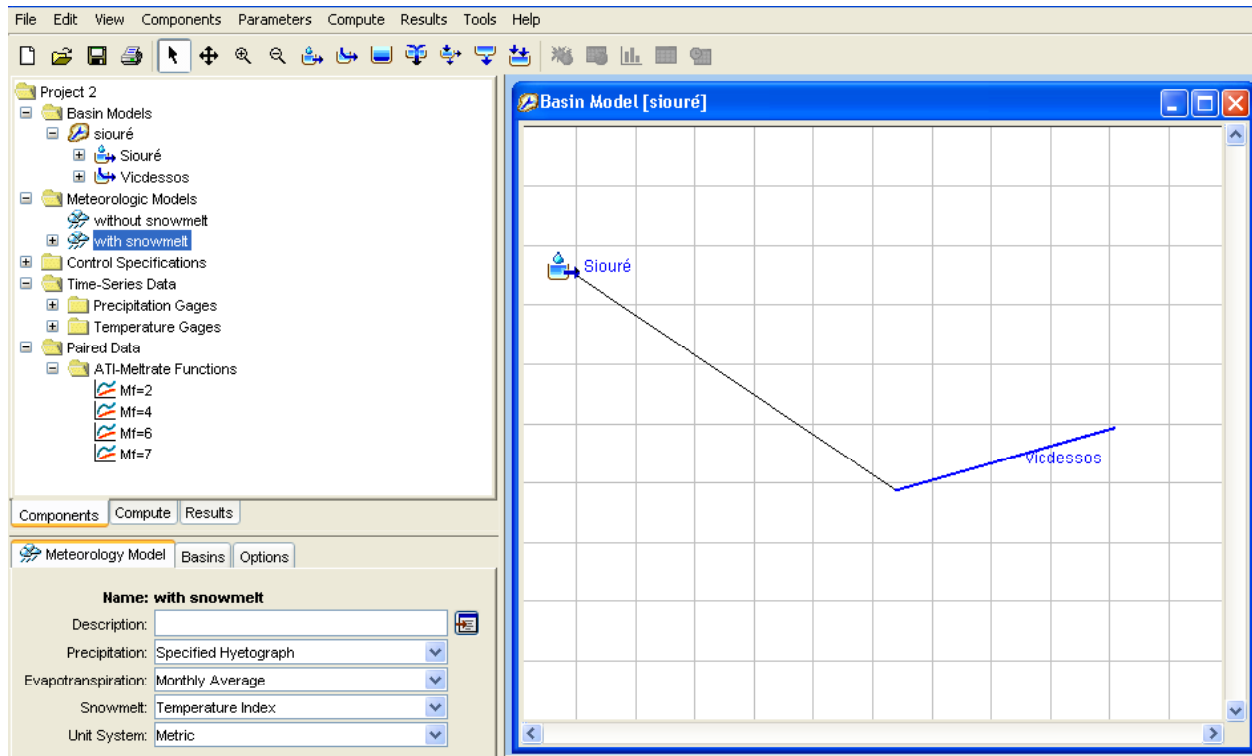 File Edit View Components Parameters Compute Results Tools Help
Project 2
Basin Models
siouré
Siouré
Vicdessos
Meteorologic Models
without snowmelt
with snowmelt
Control Specifications
Time-Series Data
Precipitation Gages
Temperature Gages
Paired Data
ATI-Meltrate Functions
Mf=2
Mf=4
Mf=6
Mf=7
Components Compute Results
Meteorology Model Basins Options
Name: with snowmelt
Description:
Precipitation: Specified Hyetograph
Evapotranspiration: Monthly Average
Snowmelt: Temperature Index
Unit System: Metric
Basin Model [siouré]
Siouré
Vicdessos